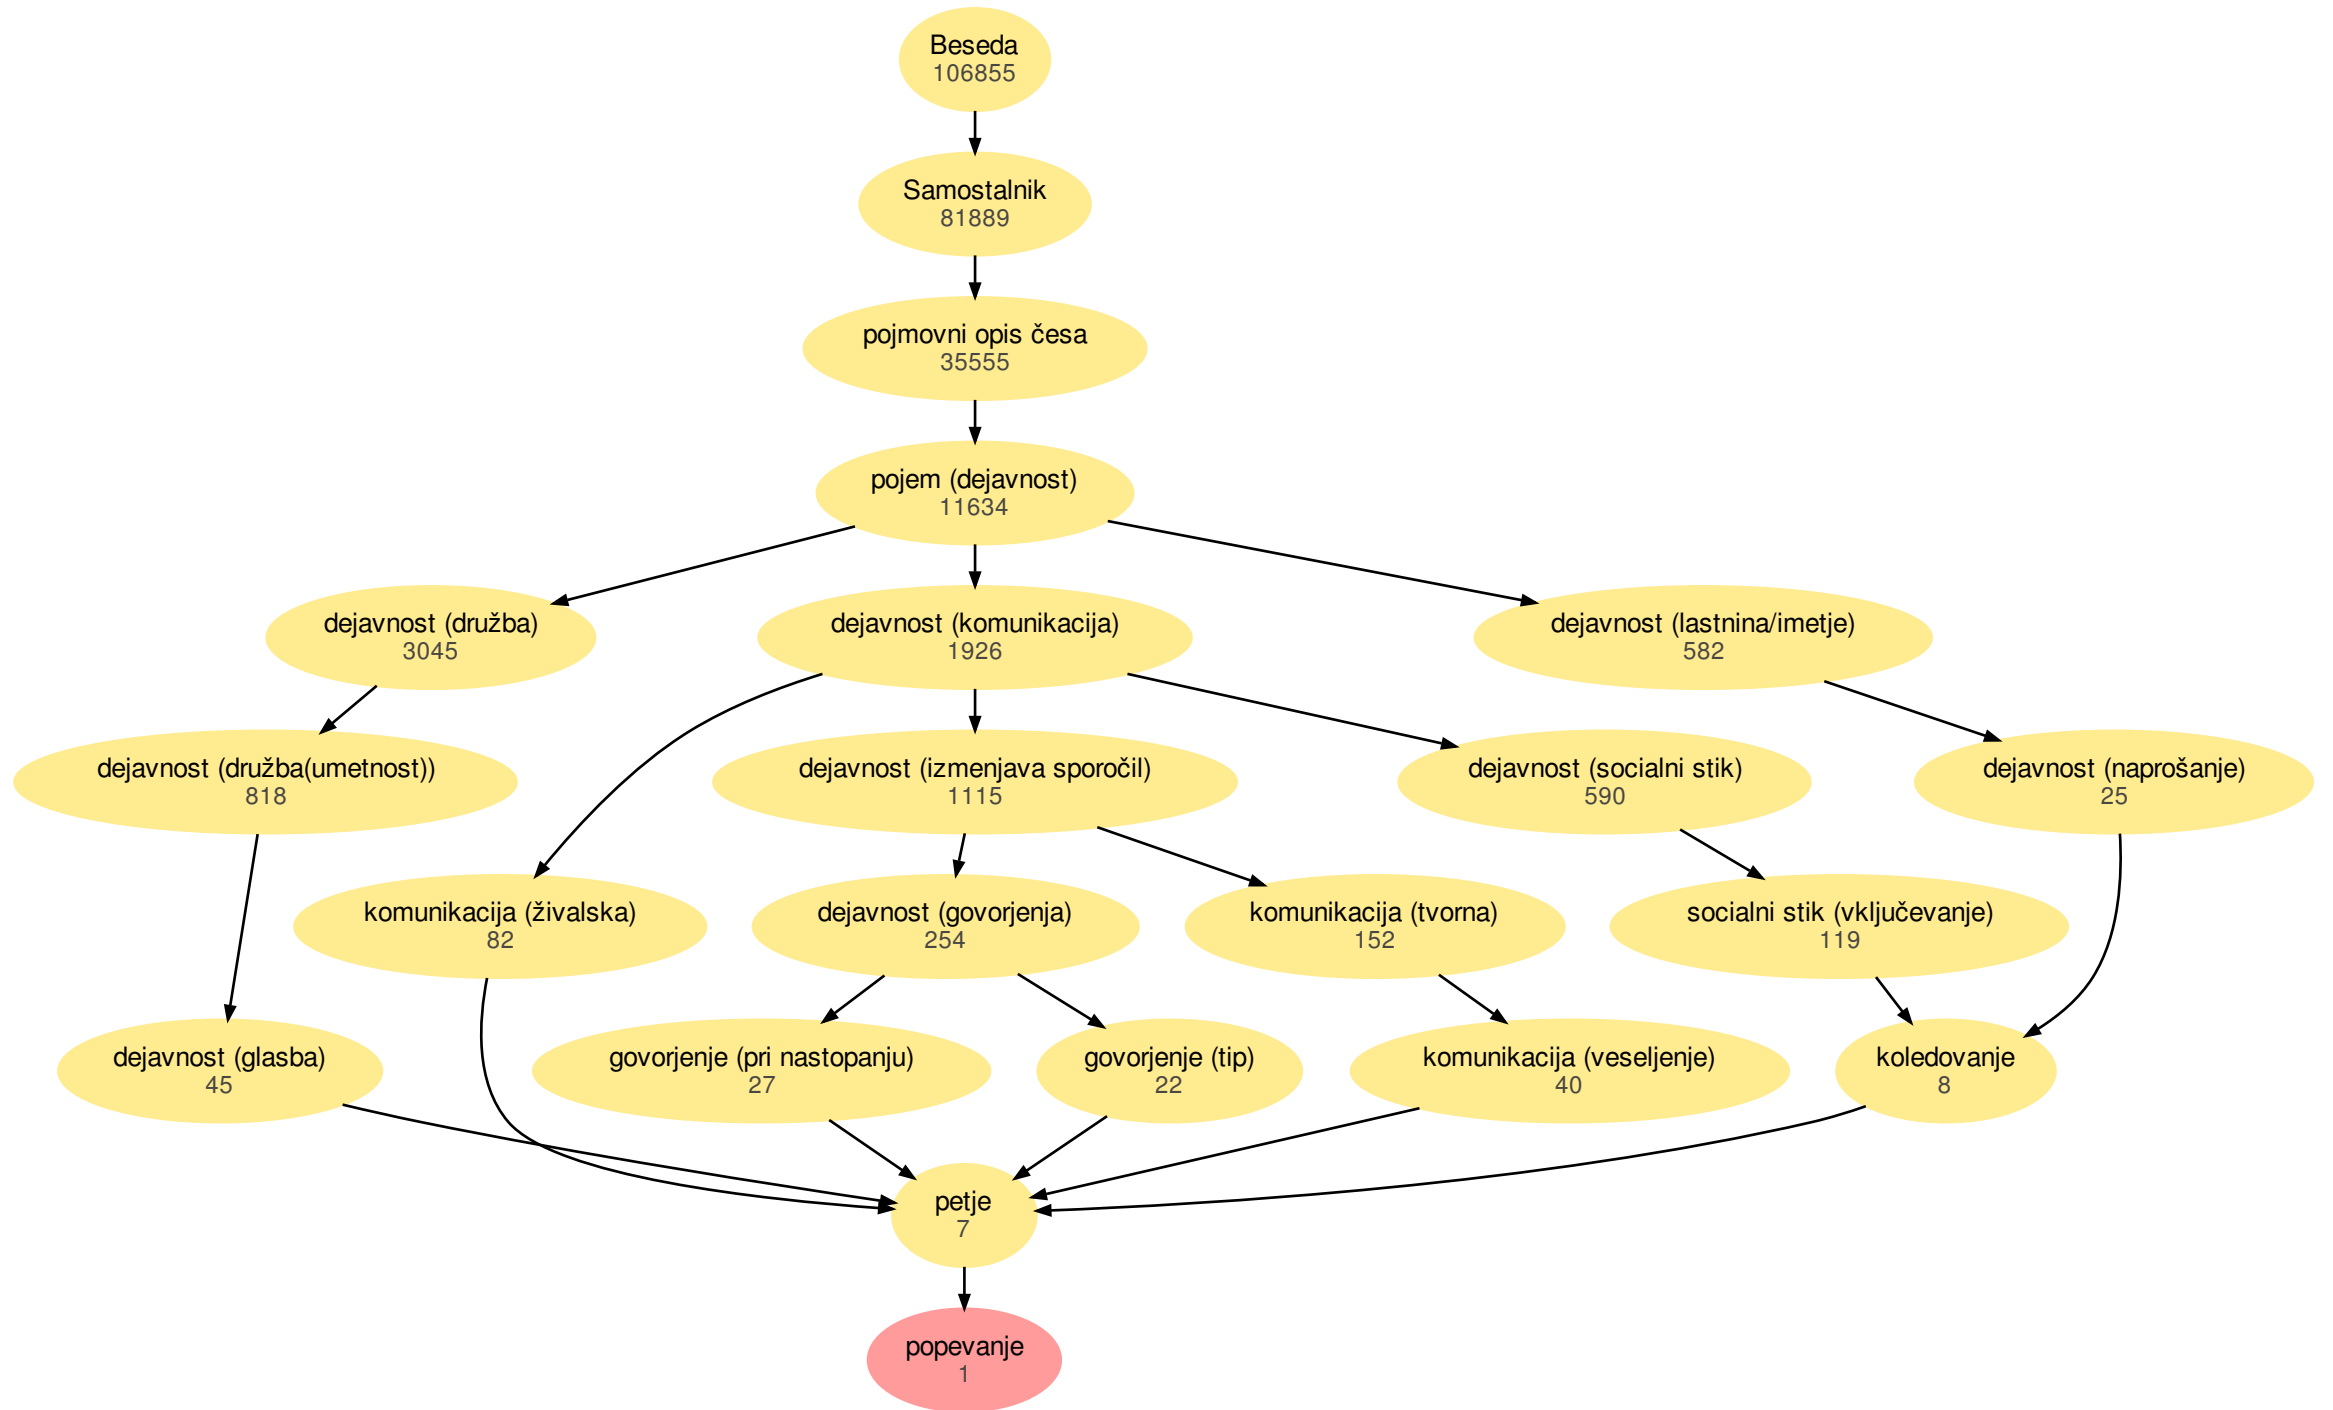 Beseda
106855
Samostalnik
81889
pojmovni opis česa
35555
pojem (dejavnost)
11634
dejavnost (družba)
3045
dejavnost (komunikacija)
1926
dejavnost (lastnina/imetje)
582
dejavnost (družba(umetnost))
818
dejavnost (izmenjava sporočil)
1115
dejavnost (socialni stik)
590
dejavnost (naprošanje)
25
komunikacija (živalska)
82
dejavnost (govorjenja)
254
komunikacija (tvorna)
152
socialni stik (vključevanje)
119
dejavnost (glasba)
45
govorjenje (pri nastopanju)
27
govorjenje (tip)
22
komunikacija (veseljenje)
40
koledovanje
8
petje
7
popevanje
1